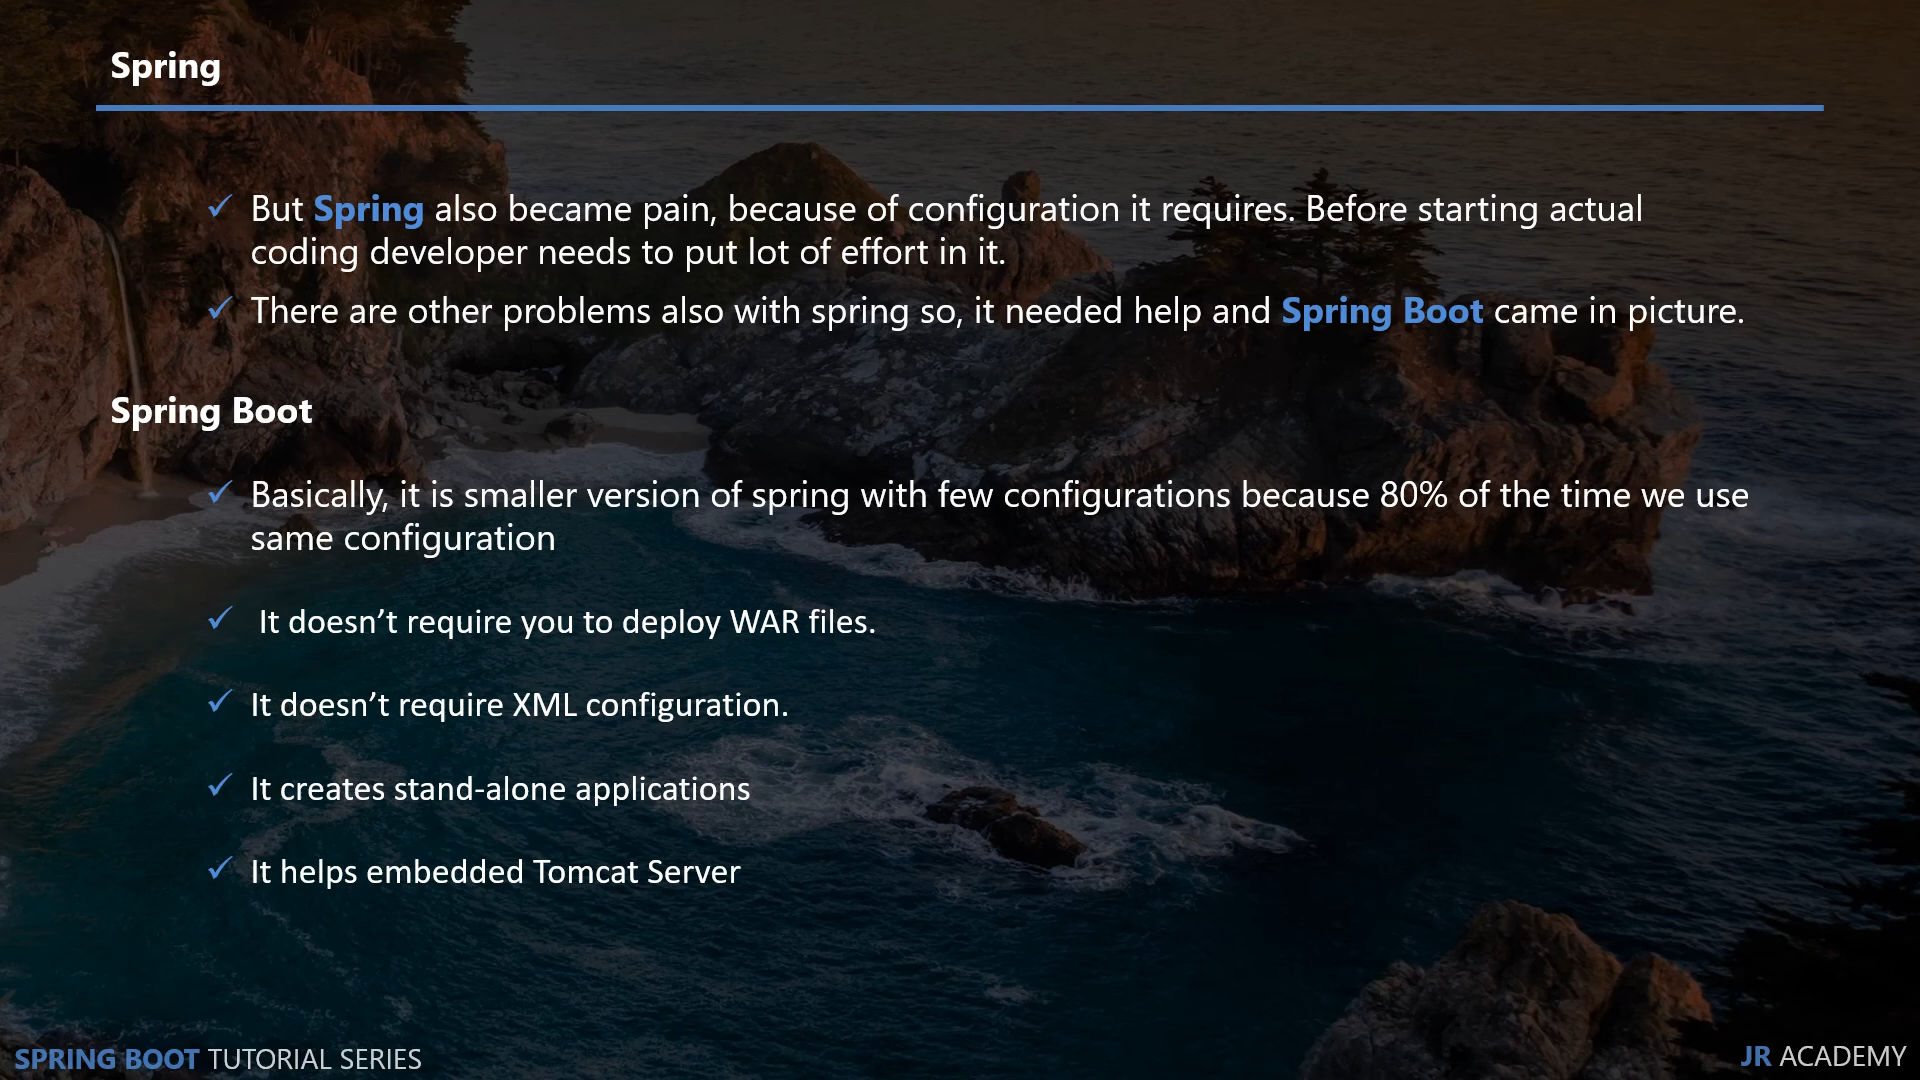 Spring
But Spring also became pain, because of configuration it requires. Before starting actual
coding developer needs to put lot of effort in it.
There are other problems also with spring so, it needed help and Spring Boot came in picture.
Spring Boot
Basically, it is smaller version of spring with few configurations because 80% of the time we use
same configuration
It doesn’t require you to deploy WAR files.
It doesn’t require XML configuration.
It creates stand-alone applications
It helps embedded Tomcat Server
SPRING BOOT TUTORIAL SERIES
JR ACADEMY